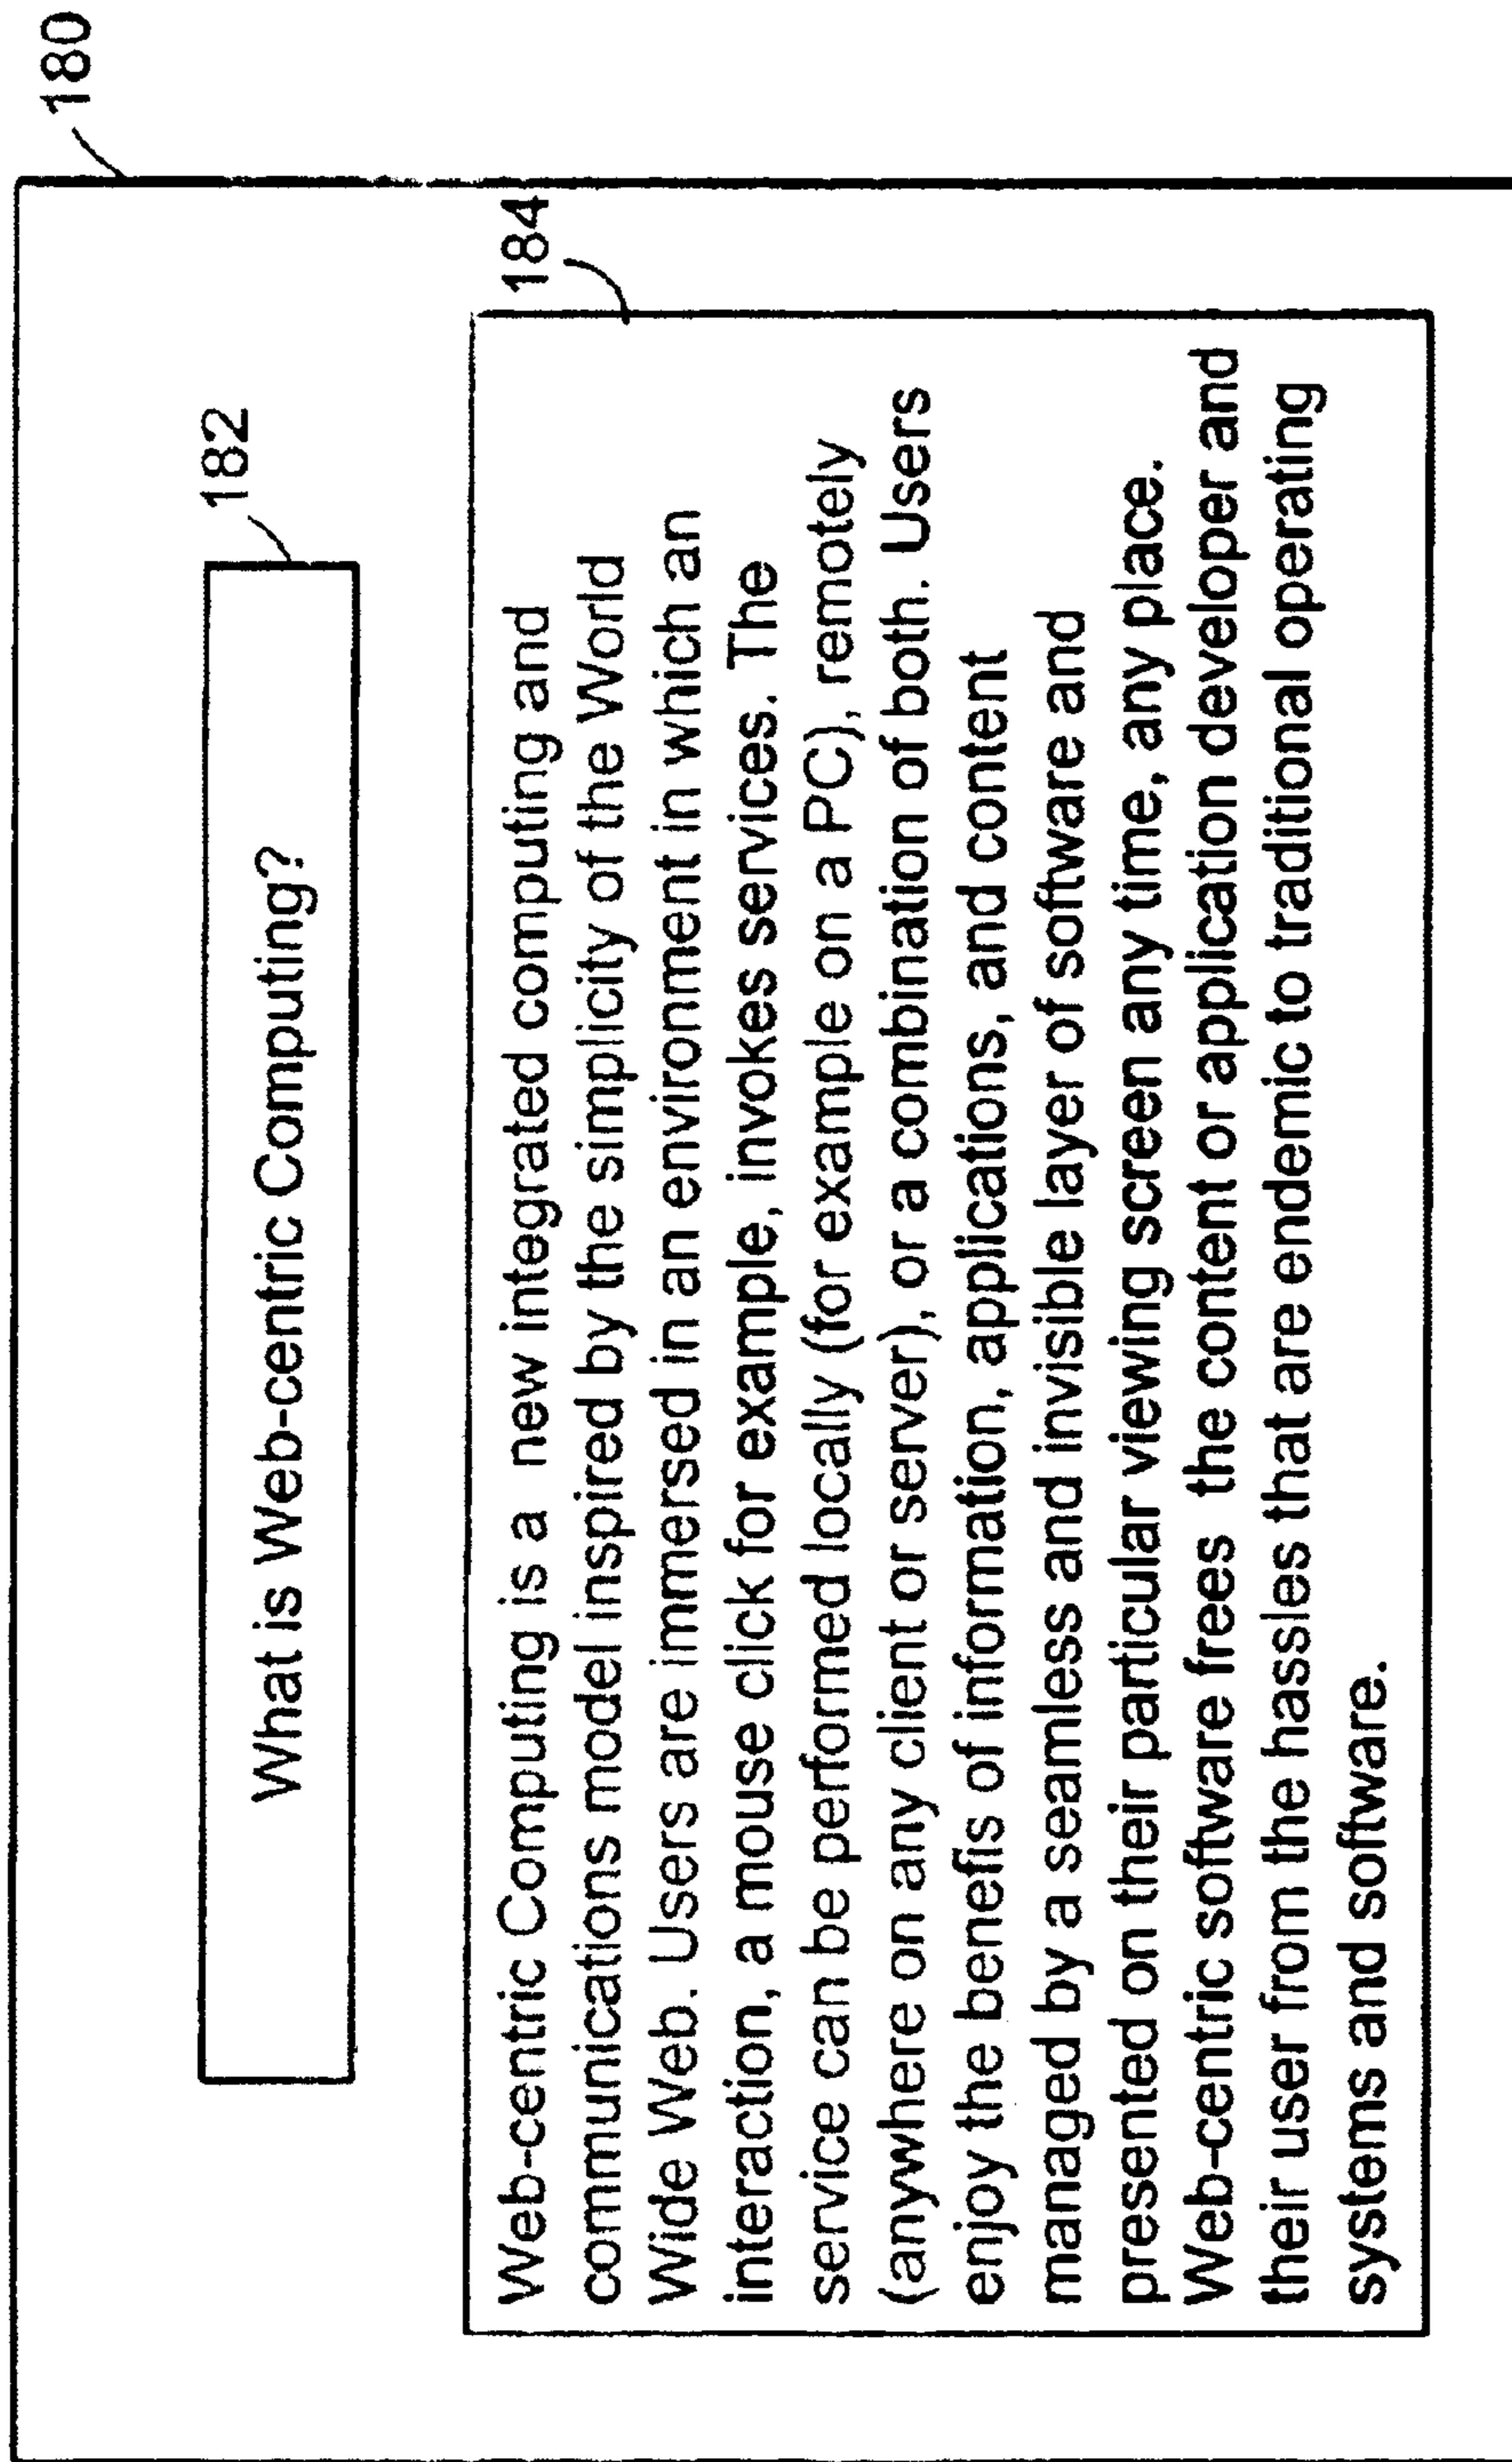 180
182
What is Web-centric Computing?
184
Web-centric Computing is a new integrated computing and
communications model inspired by the simplicity of the World
Wide Web. Users are immersed in an environment in which an
interaction, a mouse click for example, invokes services. The
service can be performed locally (for example on a PC), remotely
(anywhere on any client or server), or a combination of both. Users
enjoy the benefis of information, applications, and content
managed by a seamless and invisible layer of software and
presented on their particular viewing screen any time, any place.
Web-centric software frees the content or application developer and
their user from the hassles that are endemic to traditional operating
systems and software.